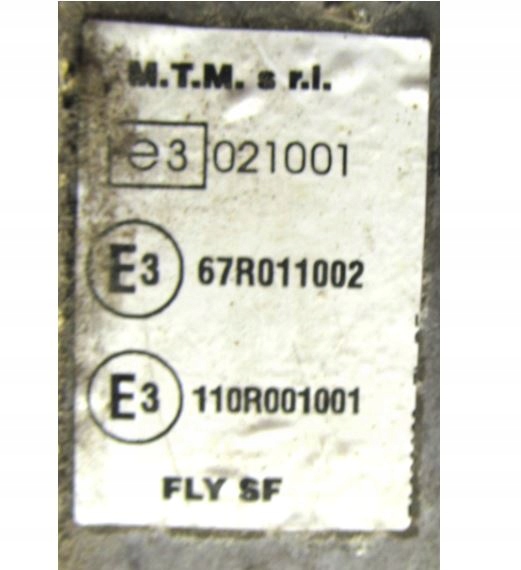 M.T.M. s r.l.
e3 021001
E3 67R011002
E3 110R001001
FLY SF